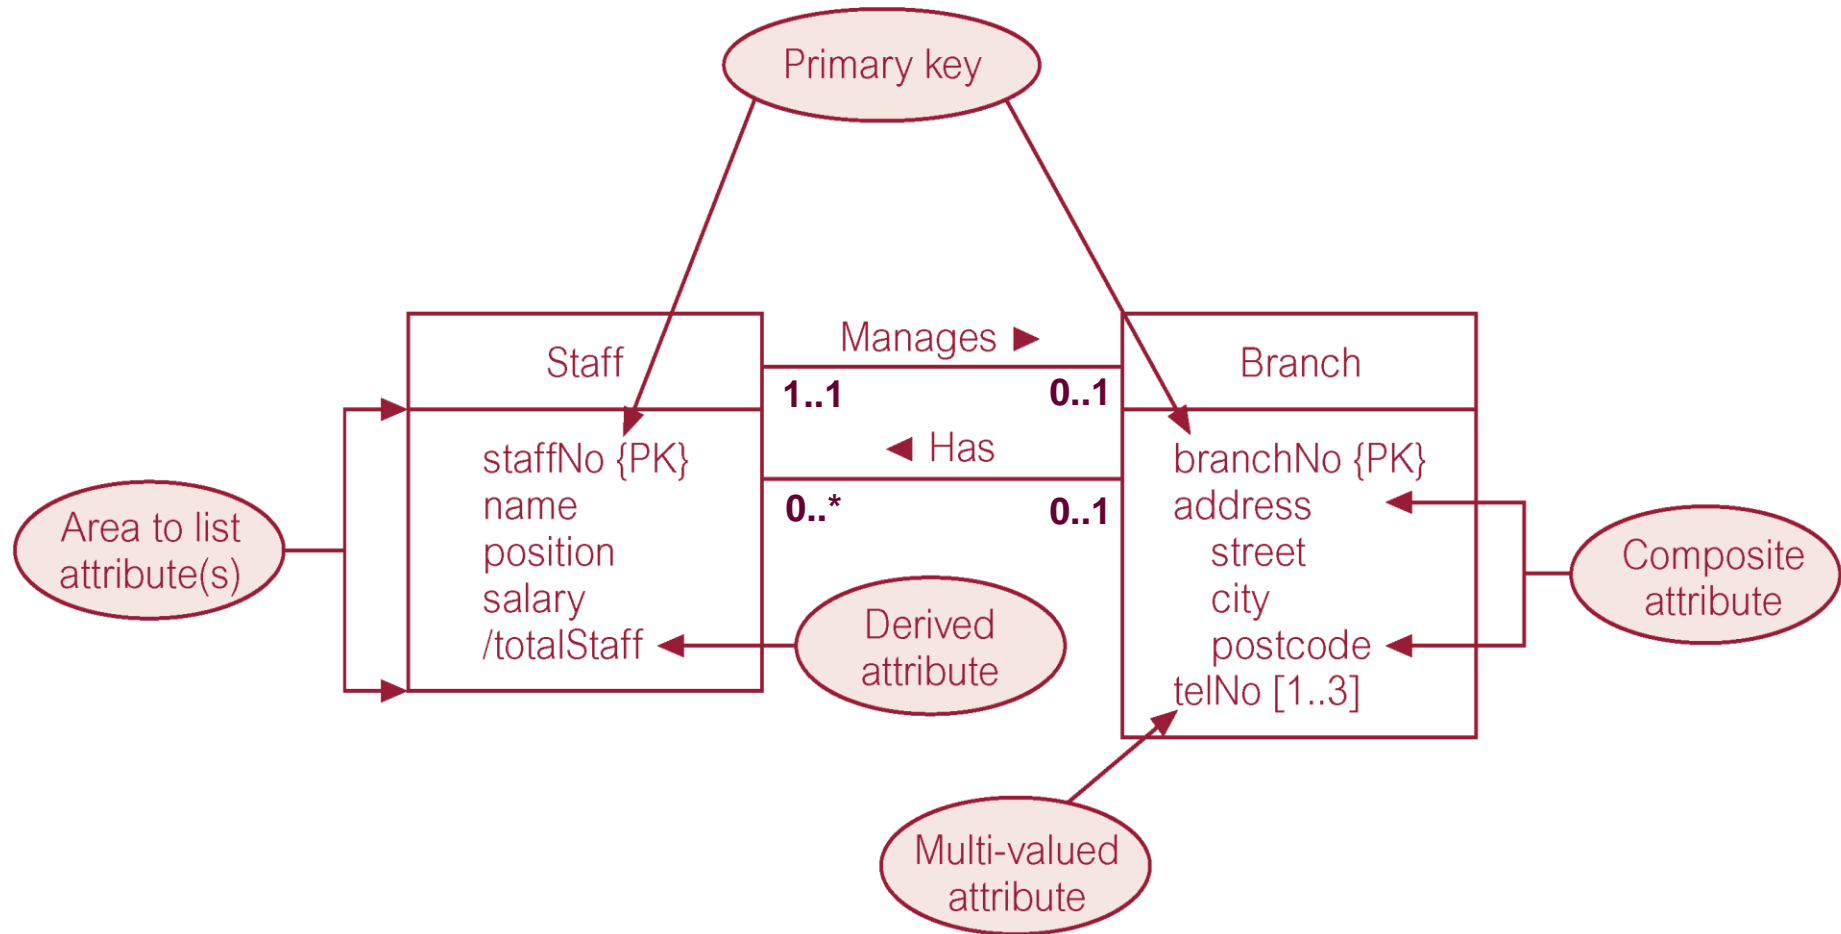 Primary key
Staff
Manages ►
Branch
1..1
0..1
◄ Has
0..*
0..1
staffNo {PK}
name
position
salary
/totalStaff
branchNo {PK}
address
street
city
postcode
telNo [1..3]
Area to list
attribute(s)
Derived
attribute
Composite
attribute
Multi-valued
attribute